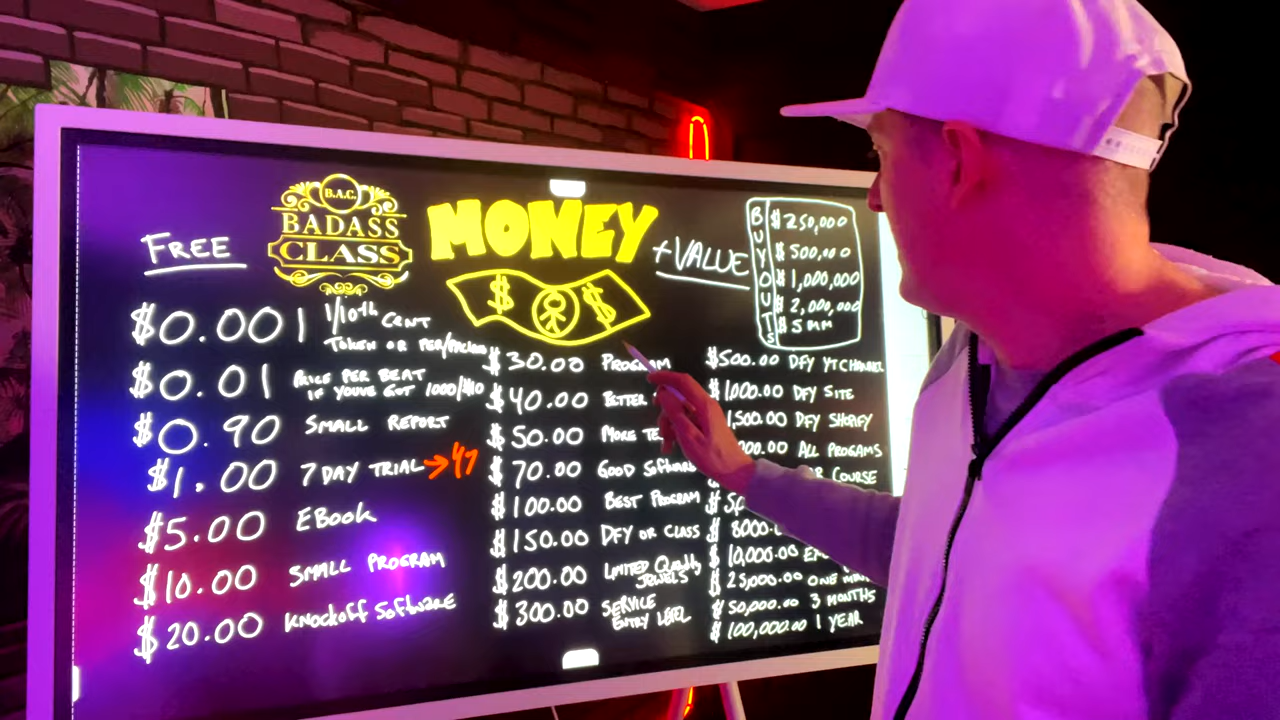 FREE
B.A.C.
BADASS
CLASS
MONEY
+VALUE
$ $
BUYOUTS
$250,000
$500,000
$1,000,000
$2,000,000
$5MM
$0.001 1/10th CENT
TOKEN OR PER/
$0.01 PRICE PER BEAT
IF YOUVE GOT 1000/$10
$0.90 SMALL REPORT
$1.00 7 DAY TRIAL → 47
$5.00 EBOOK
$10.00 SMALL PROGRAM
$20.00 KNOCKOFF SOFTWARE
$30.00 PROGRAM
$40.00 BETTER
$50.00 MORE
$70.00 GOOD SOFTWARE
$100.00 BEST PROGRAM
$150.00 DFY OR CLASS
$200.00 LIMITED QUALITY
JEWELS
$300.00 SERVICE
ENTRY LEVEL
$500.00 DFY YT CHANNEL
$1,000.00 DFY SITE
1,500.00 DFY SHOPIFY
ALL PROGAMS
COURSE
$
$ 8000
$10,000.00
$25,000.00 ONE
$50,000.00 3 MONTHS
$100,000.00 1 YEAR